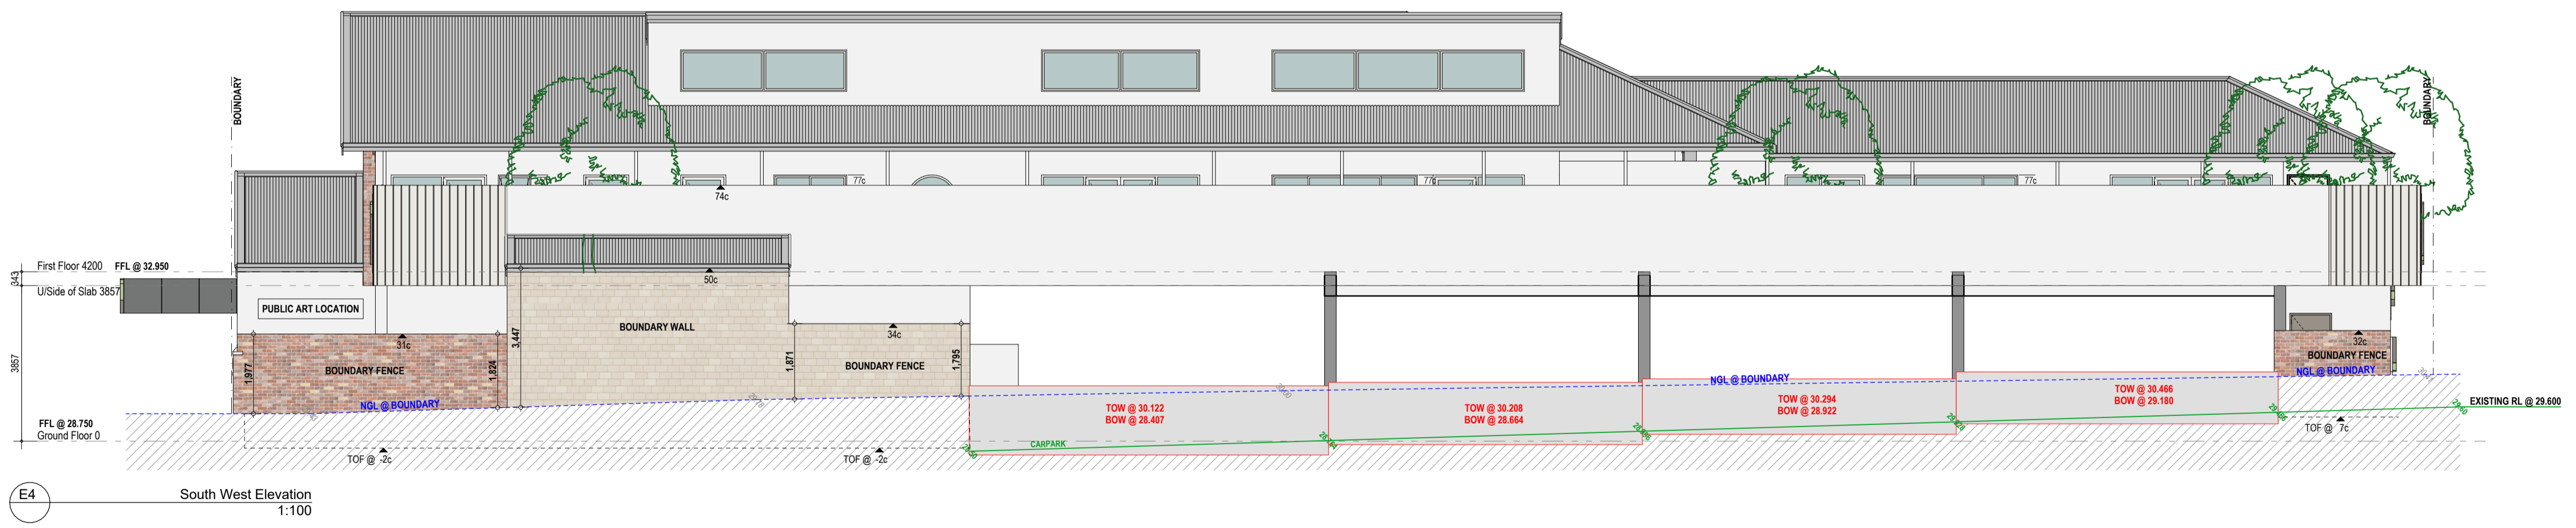 BOUNDARY
BOUNDARY
77c
77c
77c
74c
First Floor 4200
FFL @ 32.950
343
U/Side of Slab 3857
50c
PUBLIC ART LOCATION
BOUNDARY WALL
31c
34c
32c
3,447
1,977
1,824
1,871
1,795
3857
BOUNDARY FENCE
BOUNDARY FENCE
BOUNDARY FENCE
NGL @ BOUNDARY
NGL @ BOUNDARY
NGL @ BOUNDARY
TOW @ 30.122
BOW @ 28.407
TOW @ 30.208
BOW @ 28.664
TOW @ 30.294
BOW @ 28.922
TOW @ 30.466
BOW @ 29.180
EXISTING RL @ 29.600
29.60
FFL @ 28.750
Ground Floor 0
CARPARK
TOF @ -2c
TOF @ -2c
TOF @ 7c
E4
South West Elevation
1:100